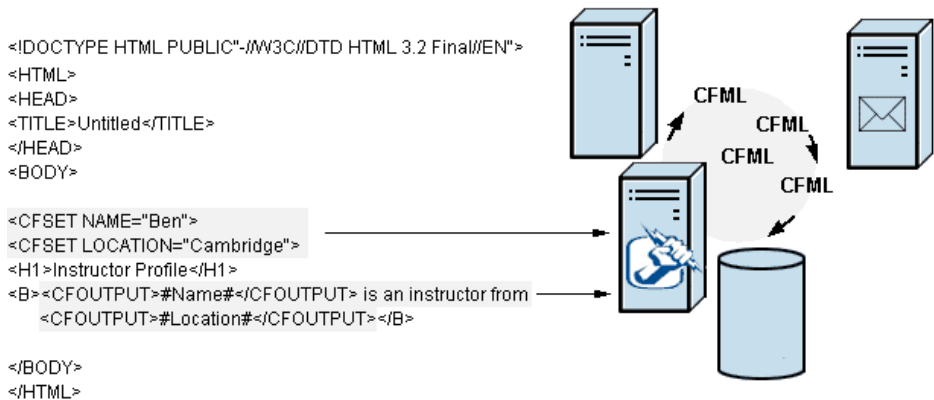 <!DOCTYPE HTML PUBLIC"-//W3C//DTD HTML 3.2 Final//EN">
<HTML>
<HEAD>
<TITLE>Untitled</TITLE>
</HEAD>
<BODY>
<CFSET NAME="Ben">
<CFSET LOCATION="Cambridge">
<H1>Instructor Profile</H1>
<B><CFOUTPUT>#Name#</CFOUTPUT> is an instructor from
<CFOUTPUT>#Location#</CFOUTPUT></B>
</BODY>
</HTML>
CFML
CFML
CFML
CFML